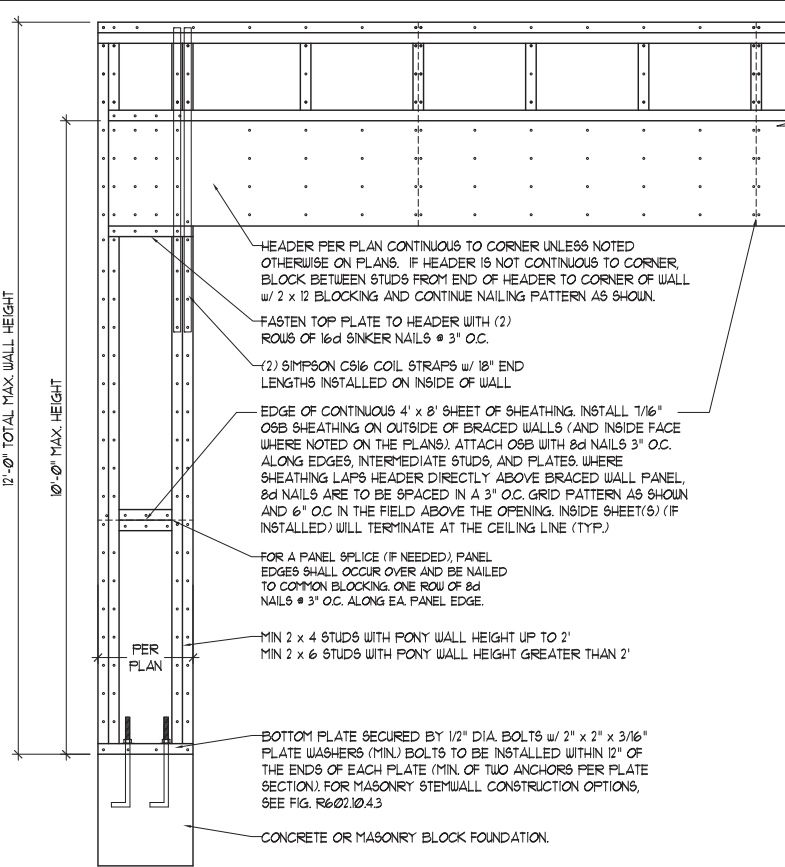 HEADER PER PLAN CONTINUOUS TO CORNER UNLESS NOTED
OTHERWISE ON PLANS. IF HEADER IS NOT CONTINUOUS TO CORNER,
BLOCK BETWEEN STUDS FROM END OF HEADER TO CORNER OF WALL
w/ 2 x 12 BLOCKING AND CONTINUE NAILING PATTERN AS SHOWN.
FASTEN TOP PLATE TO HEADER WITH (2)
ROWS OF 16d SINKER NAILS @ 3" O.C.
(2) SIMPSON CS16 COIL STRAPS w/ 18" END
LENGTHS INSTALLED ON INSIDE OF WALL
EDGE OF CONTINUOUS 4' x 8' SHEET OF SHEATHING. INSTALL 7/16"
OSB SHEATHING ON OUTSIDE OF BRACED WALLS (AND INSIDE FACE
WHERE NOTED ON THE PLANS). ATTACH OSB WITH 8d NAILS 3" O.C.
ALONG EDGES, INTERMEDIATE STUDS, AND PLATES. WHERE
SHEATHING LAPS HEADER DIRECTLY ABOVE BRACED WALL PANEL,
8d NAILS ARE TO BE SPACED IN A 3" O.C. GRID PATTERN AS SHOWN
AND 6" O.C IN THE FIELD ABOVE THE OPENING. INSIDE SHEET(S) (IF
INSTALLED) WILL TERMINATE AT THE CEILING LINE (TYP.)
FOR A PANEL SPLICE (IF NEEDED), PANEL
EDGES SHALL OCCUR OVER AND BE NAILED
TO COMMON BLOCKING. ONE ROW OF 8d
NAILS @ 3" O.C. ALONG EA. PANEL EDGE.
MIN 2 x 4 STUDS WITH PONY WALL HEIGHT UP TO 2'
MIN 2 x 6 STUDS WITH PONY WALL HEIGHT GREATER THAN 2'
BOTTOM PLATE SECURED BY 1/2" DIA. BOLTS w/ 2" x 2" x 3/16"
PLATE WASHERS (MIN.) BOLTS TO BE INSTALLED WITHIN 12" OF
THE ENDS OF EACH PLATE (MIN. OF TWO ANCHORS PER PLATE
SECTION). FOR MASONRY STEMWALL CONSTRUCTION OPTIONS,
SEE FIG. R602.10.4.3
CONCRETE OR MASONRY BLOCK FOUNDATION.
12'-0" TOTAL MAX. WALL HEIGHT
10'-0" MAX. HEIGHT
PER
PLAN